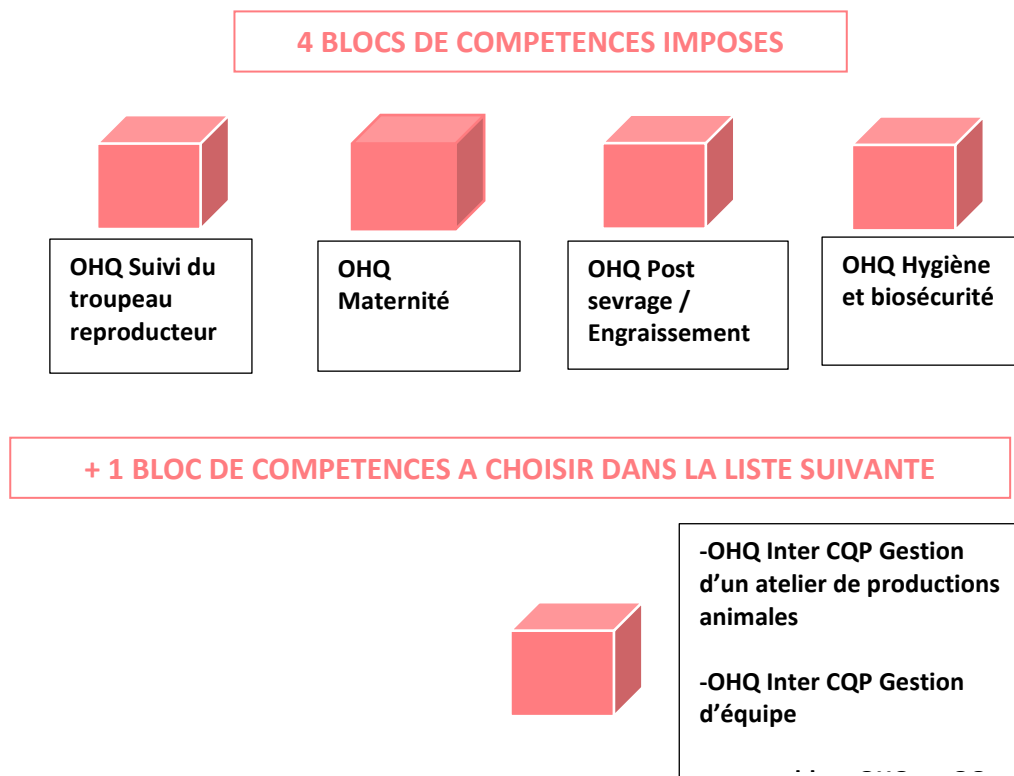 4 BLOCS DE COMPETENCES IMPOSES
OHQ Suivi du
troupeau
reproducteur
OHQ
Maternité
OHQ Post
sevrage /
Engraissement
OHQ Hygiène
et biosécurité
+ 1 BLOC DE COMPETENCES A CHOISIR DANS LA LISTE SUIVANTE
-OHQ Inter CQP Gestion
d’un atelier de productions
animales
-OHQ Inter CQP Gestion
d’équipe